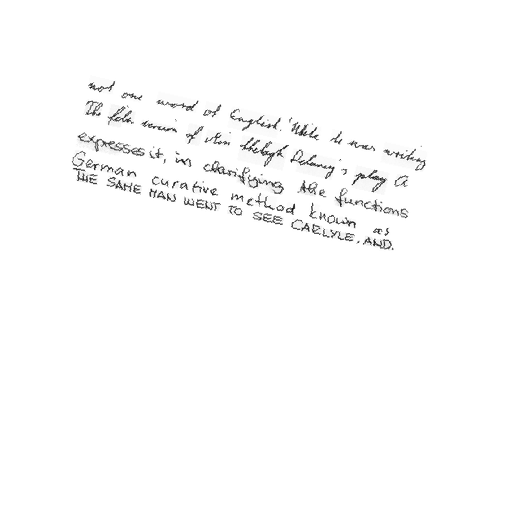 not one word of English.' While he was writing
The film version of Miss Shelagh Delaney's play A
expresses it, in clarifying the functions
German curative method known as
THE SAME MAN WENT TO SEE CARLYLE. AND.